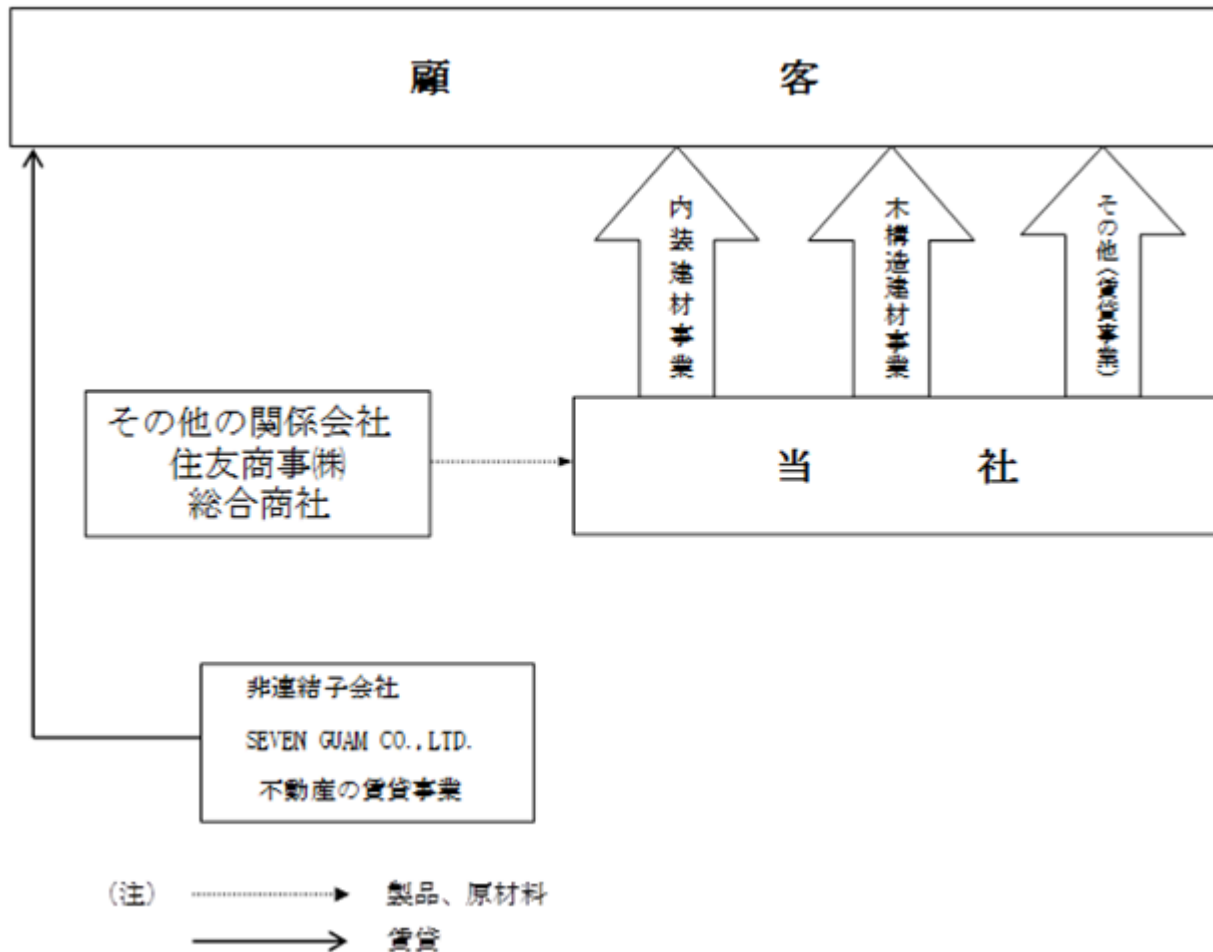 顧客
内装建材事業
木構造建材事業
その他(賃貸事業)
その他の関係会社
住友商事㈱
総合商社
当社
非連結子会社
SEVEN GUAM CO.,LTD.
不動産の賃貸事業
(注) 製品、原材料
賃貸